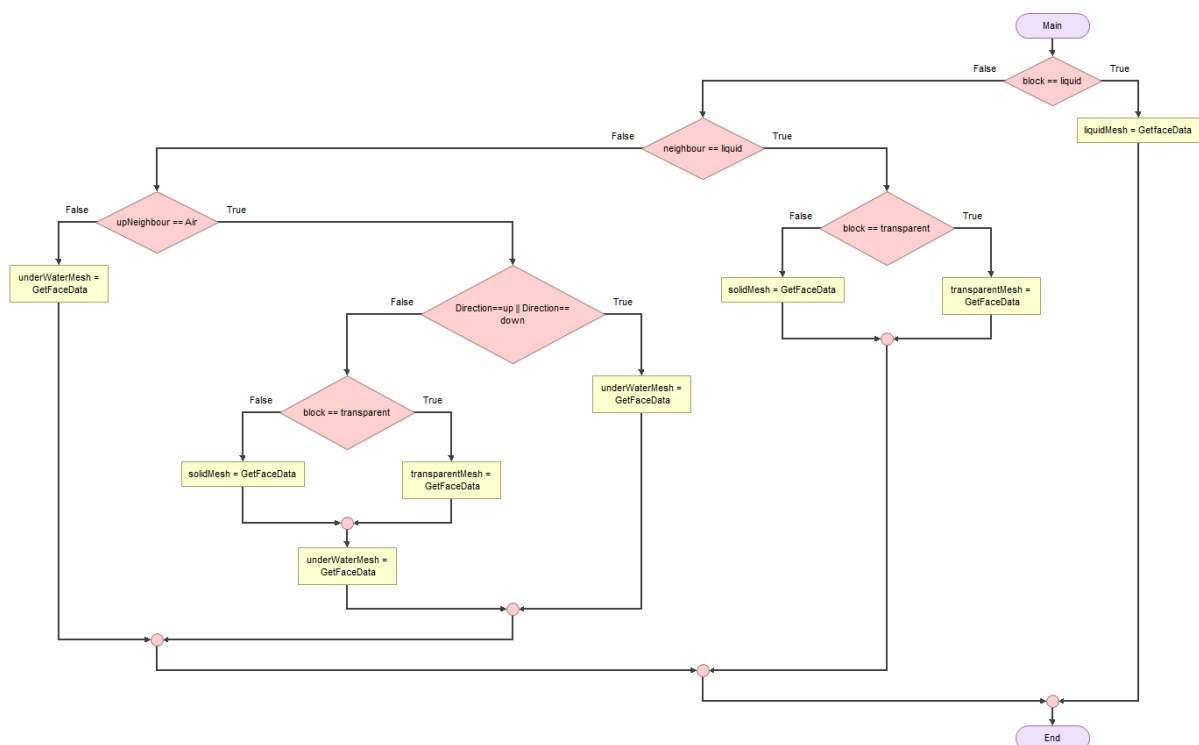 Main
False
True
block == liquid
liquidMesh = GetfaceData
False
True
neighbour == liquid
False
True
upNeighbour == Air
False
True
block == transparent
underWaterMesh =
GetFaceData
solidMesh = GetFaceData
transparentMesh =
GetFaceData
False
True
Direction==up || Direction==
down
underWaterMesh =
GetFaceData
False
True
block == transparent
solidMesh = GetFaceData
transparentMesh =
GetFaceData
underWaterMesh =
GetFaceData
End